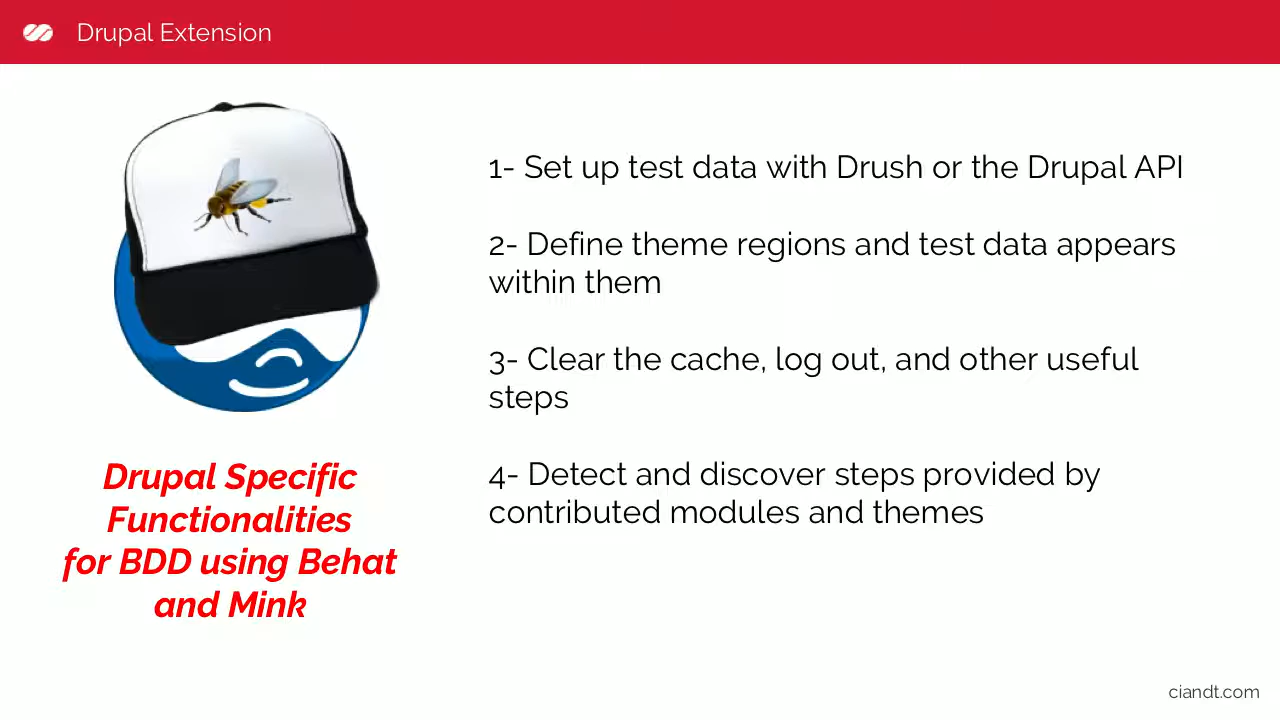 Drupal Extension
1- Set up test data with Drush or the Drupal API
2- Define theme regions and test data appears
within them
3- Clear the cache, log out, and other useful
steps
4- Detect and discover steps provided by
contributed modules and themes
Drupal Specific
Functionalities
for BDD using Behat
and Mink
ciandt.com